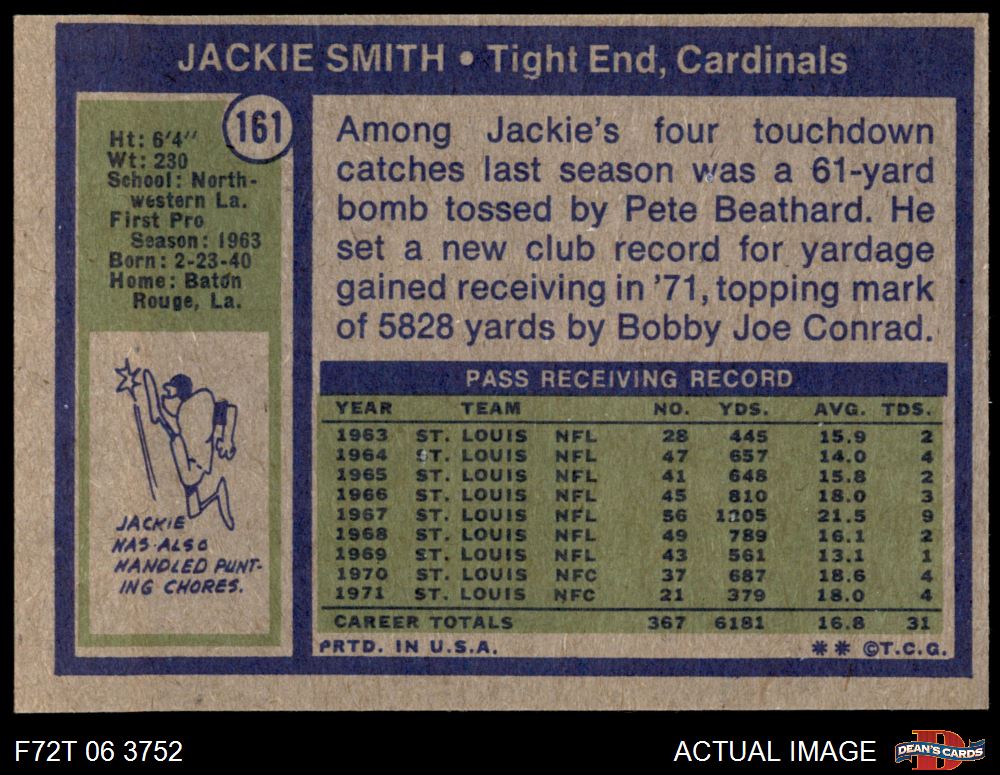 JACKIE SMITH • Tight End, Cardinals
161
Ht: 6'4"
Wt: 230
School: North-
western La.
First Pro
Season: 1963
Born: 2-23-40
Home: Baton
Rouge, La.
JACKIE
HAS ALSO
HANDLED PUNT-
ING CHORES.
Among Jackie's four touchdown
catches last season was a 61-yard
bomb tossed by Pete Beathard. He
set a new club record for yardage
gained receiving in '71, topping mark
of 5828 yards by Bobby Joe Conrad.
PASS RECEIVING RECORD
YEAR TEAM NO. YDS. AVG. TDS.
1963 ST. LOUIS NFL 28 445 15.9 2
1964 ST. LOUIS NFL 47 657 14.0 4
1965 ST. LOUIS NFL 41 648 15.8 2
1966 ST. LOUIS NFL 45 810 18.0 3
1967 ST. LOUIS NFL 56 1205 21.5 9
1968 ST. LOUIS NFL 49 789 16.1 2
1969 ST. LOUIS NFL 43 561 13.1 1
1970 ST. LOUIS NFC 37 687 18.6 4
1971 ST. LOUIS NFC 21 379 18.0 4
CAREER TOTALS 367 6181 16.8 31
PRTD. IN U.S.A. ** ©T.C.G.
F72T 06 3752 ACTUAL IMAGE
D
DEAN'S CARDS